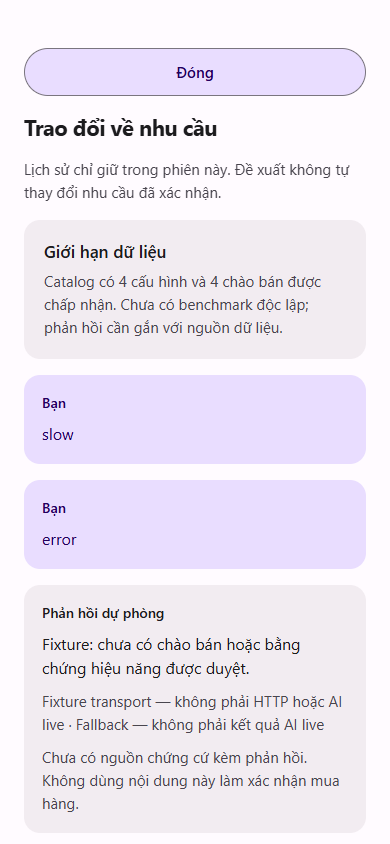 Đóng
Trao đổi về nhu cầu
Lịch sử chỉ giữ trong phiên này. Đề xuất không tự
thay đổi nhu cầu đã xác nhận.
Giới hạn dữ liệu
Catalog có 4 cấu hình và 4 chào bán được
chấp nhận. Chưa có benchmark độc lập;
phản hồi cần gắn với nguồn dữ liệu.
Bạn
slow
Bạn
error
Phản hồi dự phòng
Fixture: chưa có chào bán hoặc bằng
chứng hiệu năng được duyệt.
Fixture transport — không phải HTTP hoặc AI
live · Fallback — không phải kết quả AI live
Chưa có nguồn chứng cứ kèm phản hồi.
Không dùng nội dung này làm xác nhận mua
hàng.